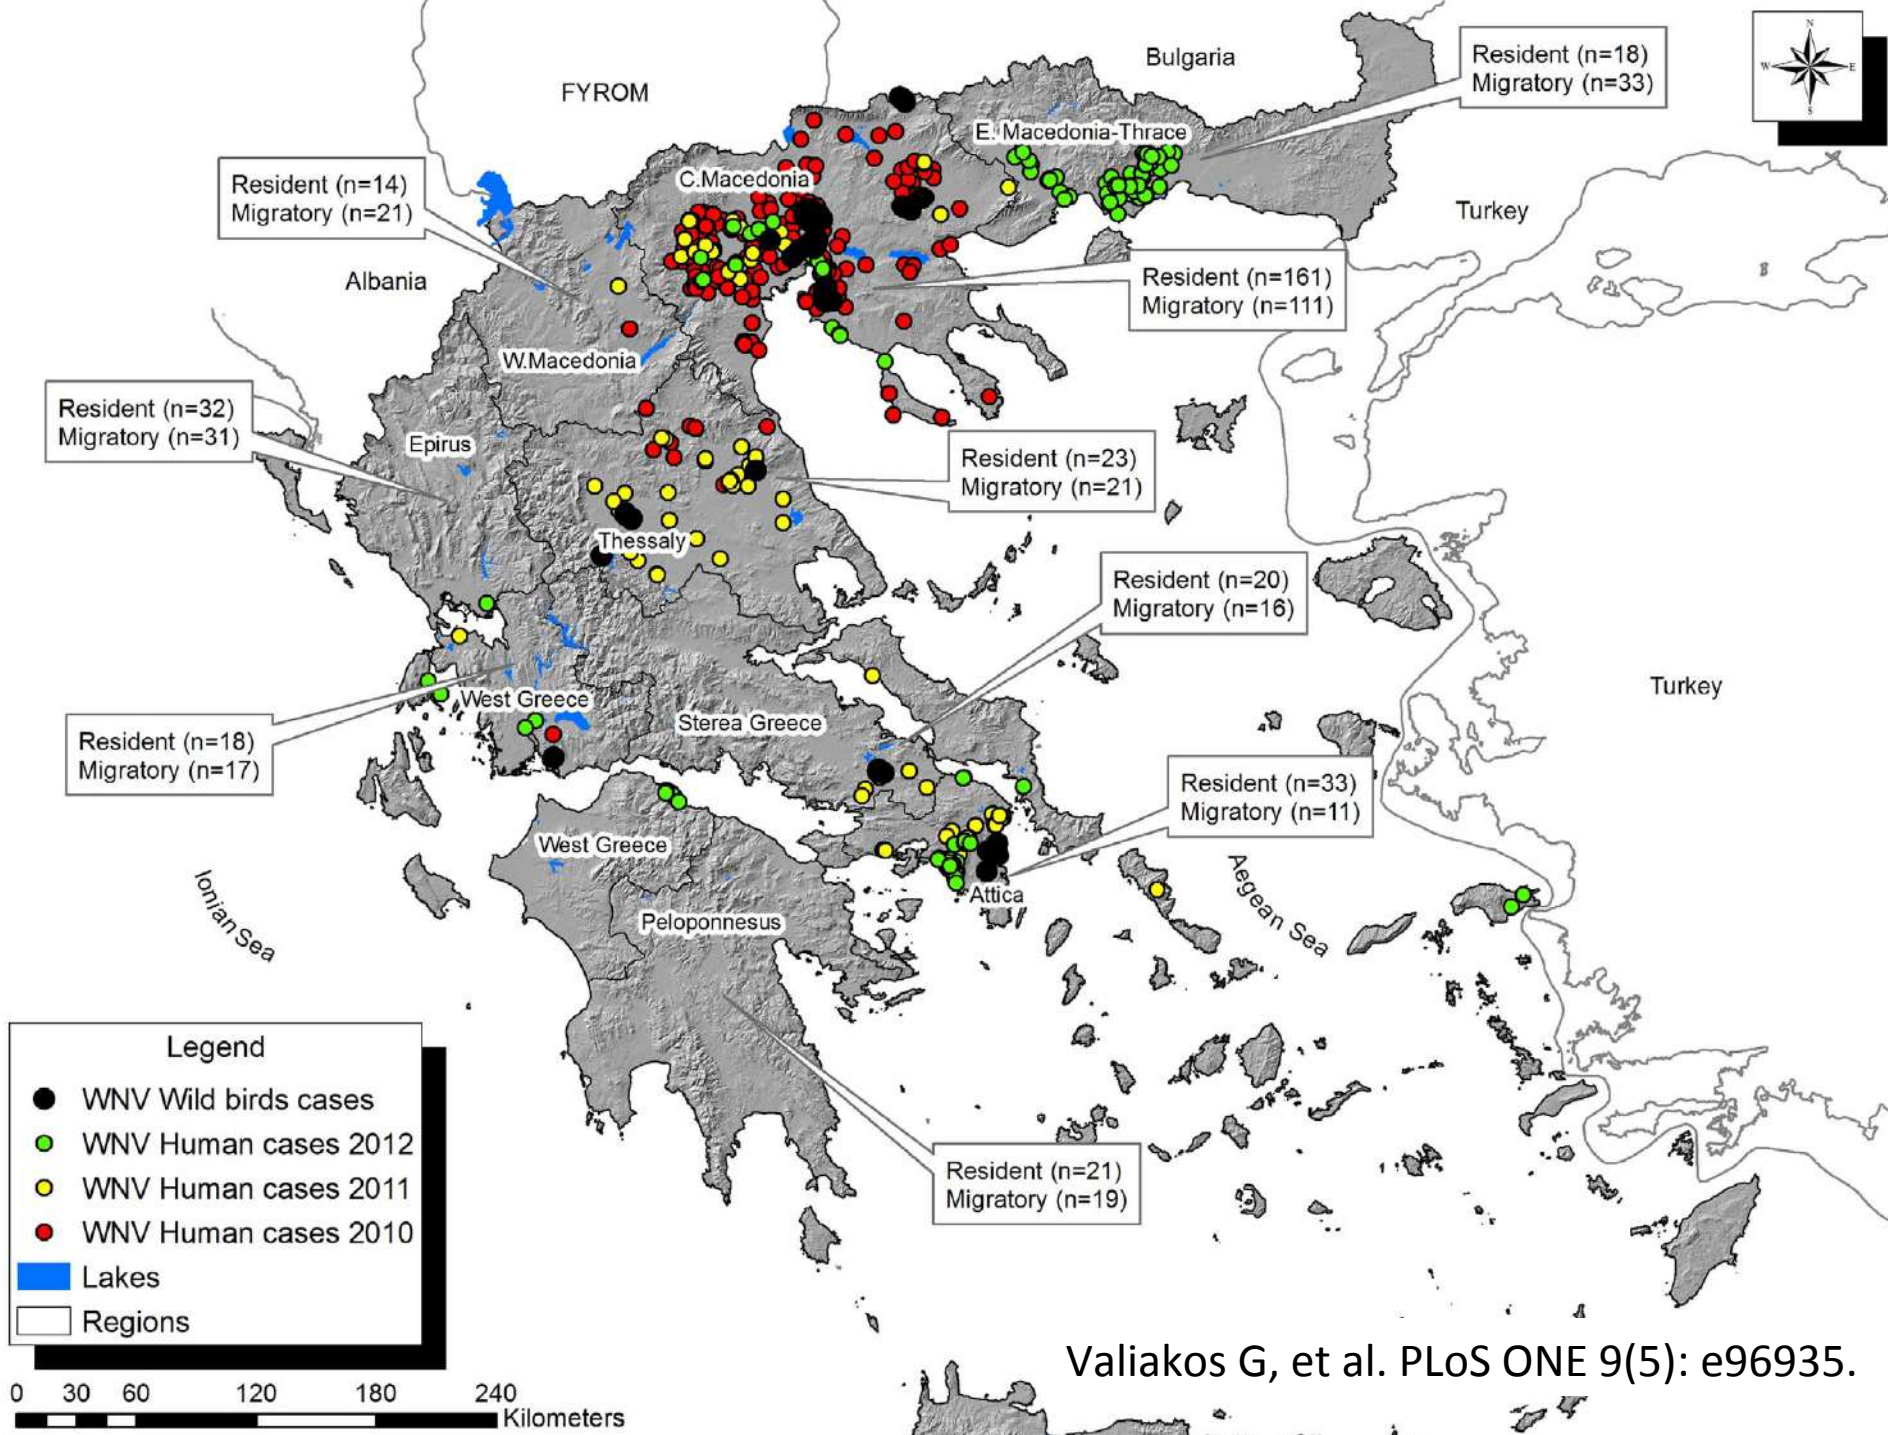 Bulgaria
FYROM
Resident (n=18)
Migratory (n=33)
N
W
E
S
E. Macedonia-Thrace
Resident (n=14)
Migratory (n=21)
C.Macedonia
Turkey
Albania
Resident (n=161)
Migratory (n=111)
W.Macedonia
Resident (n=32)
Migratory (n=31)
Epirus
Resident (n=23)
Migratory (n=21)
Thessaly
Resident (n=20)
Migratory (n=16)
Turkey
West Greece
Sterea Greece
Resident (n=18)
Migratory (n=17)
Resident (n=33)
Migratory (n=11)
West Greece
Attica
Aegean Sea
Ionian Sea
Peloponnesus
Legend
WNV Wild birds cases
WNV Human cases 2012
WNV Human cases 2011
WNV Human cases 2010
Lakes
Regions
Resident (n=21)
Migratory (n=19)
Valiakos G, et al. PLoS ONE 9(5): e96935.
0 30 60 120 180 240
Kilometers